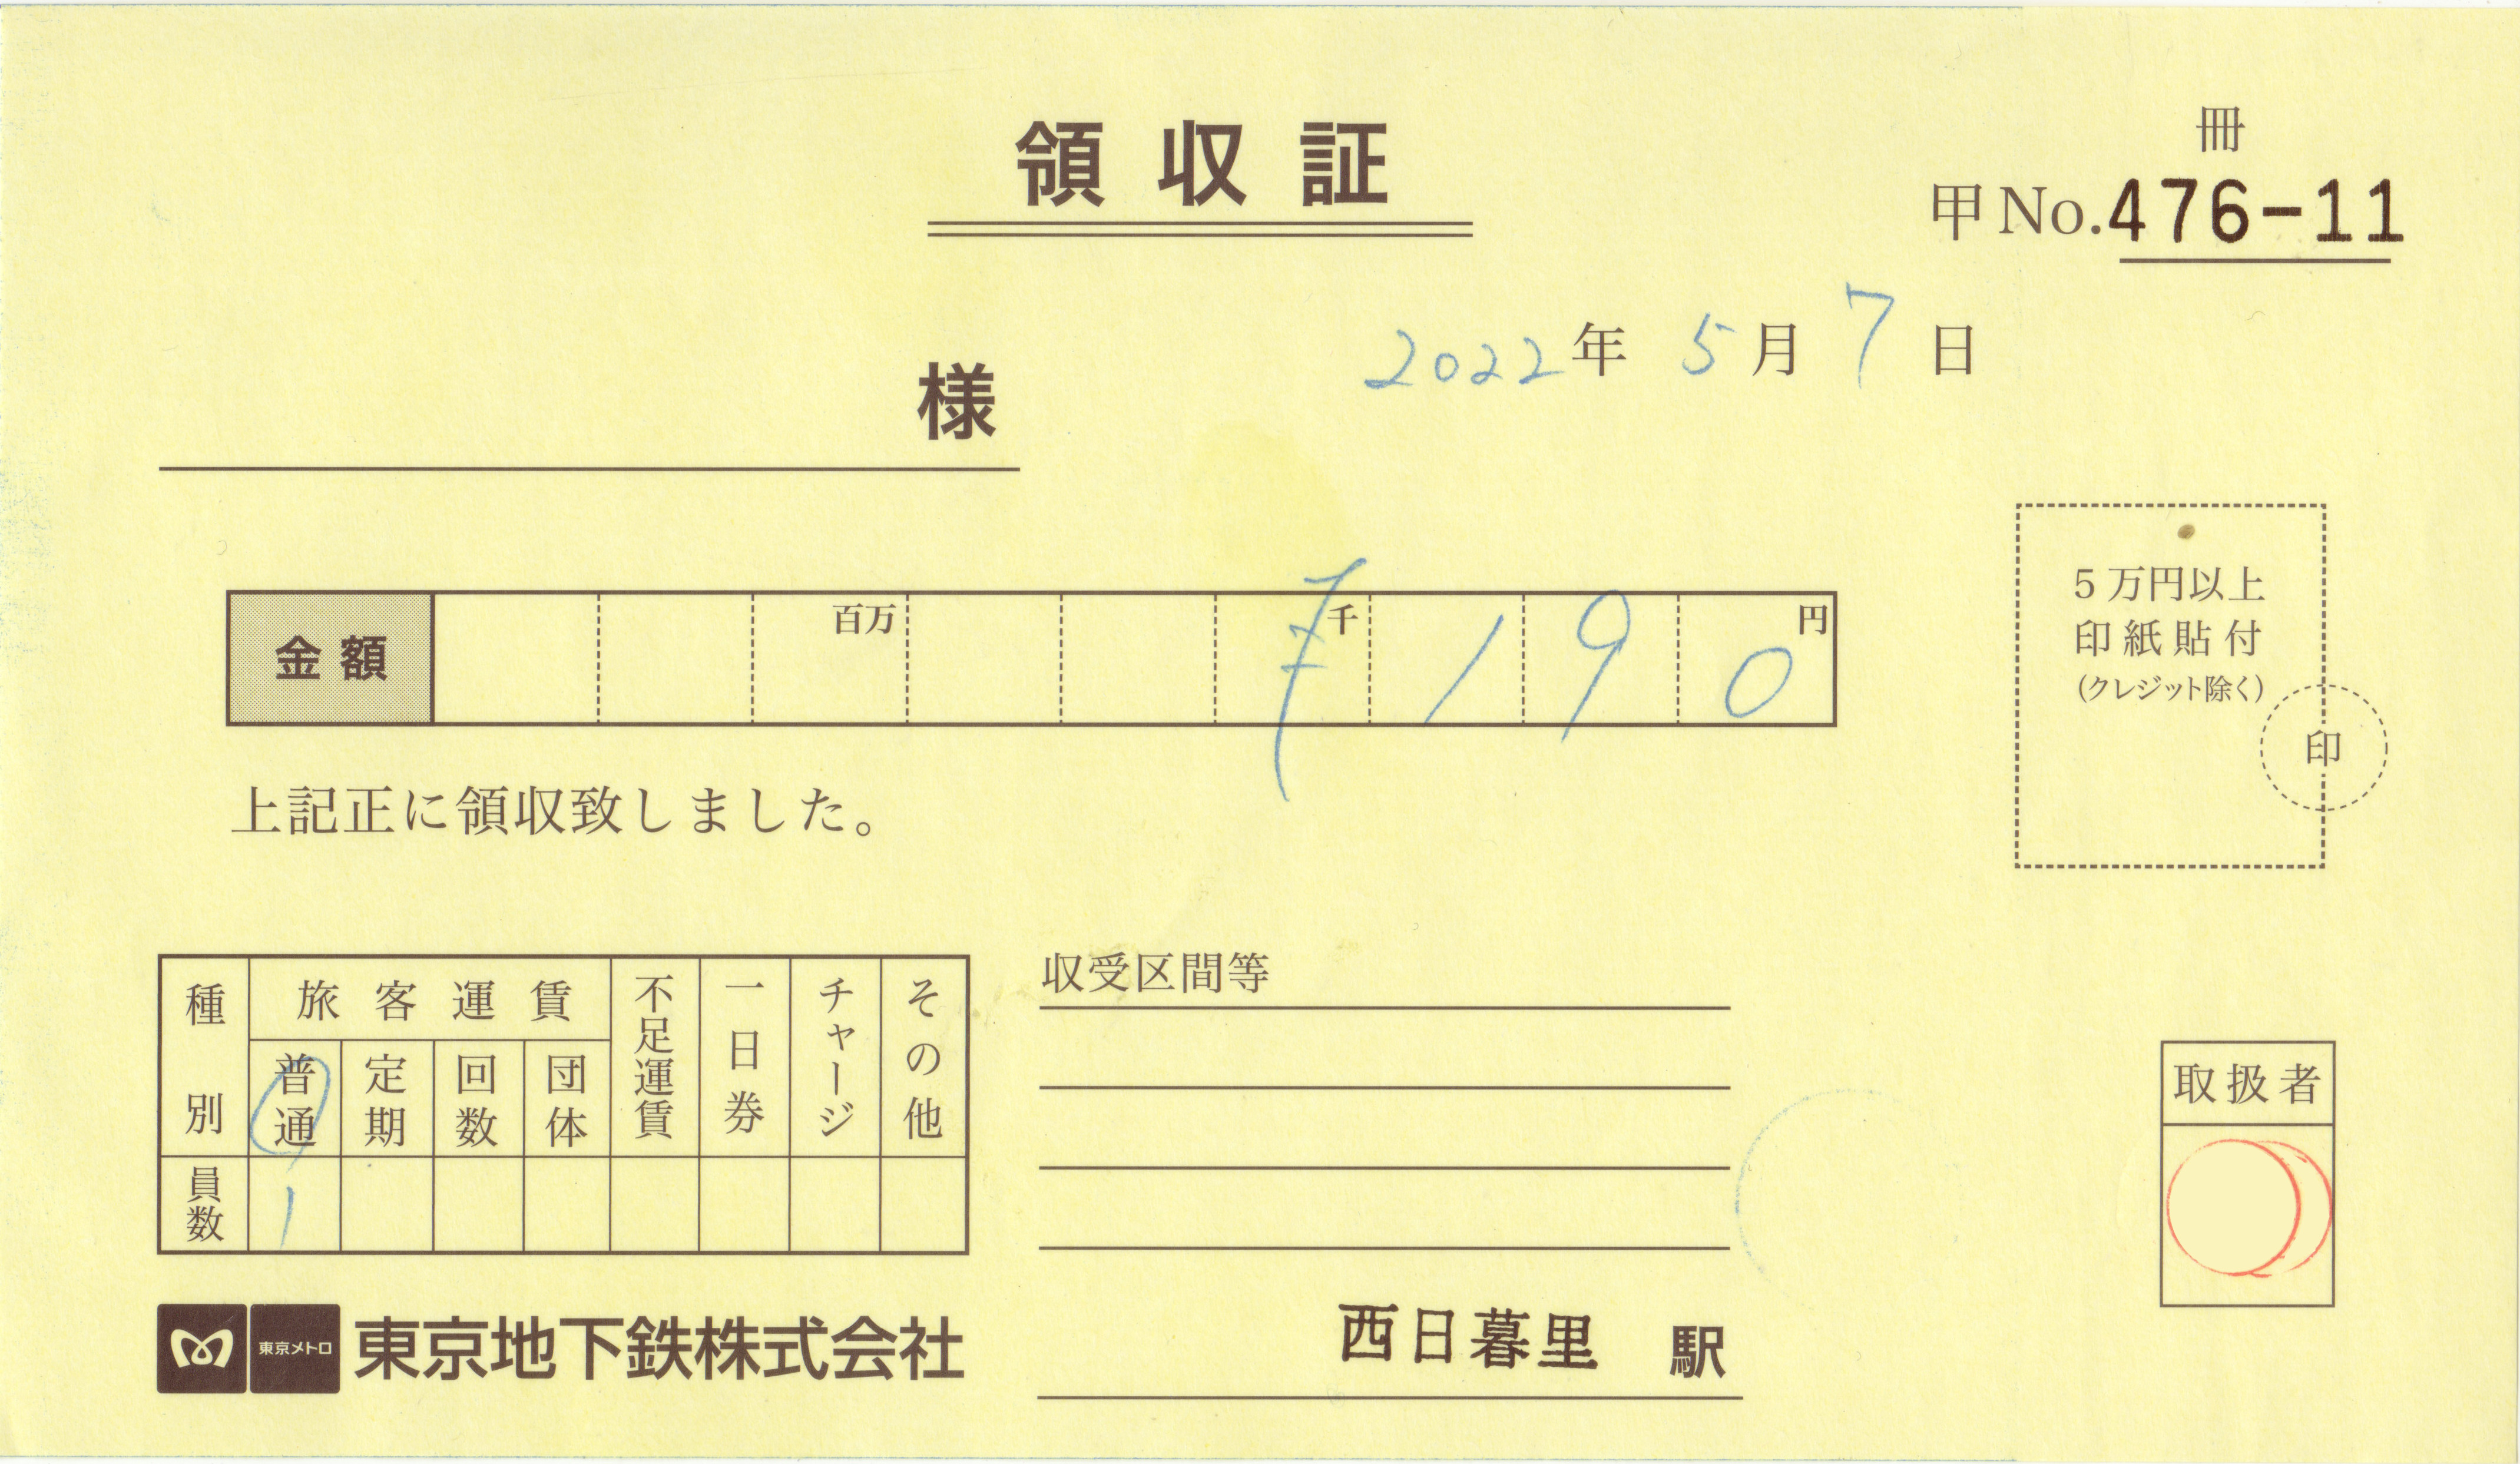 領収証
冊
甲No.476-11
2022年 5月 7日
様
金額 百万 ¥千 1 9 0円
5万円以上
印紙貼付
(クレジット除く)
印
上記正に領収致しました。
種別 旅客運賃 不足運賃 一日券 チャージ その他
普通 定期 回数 団体
員数 1
収受区間等
取扱者
東京メトロ 東京地下鉄株式会社
西日暮里 駅